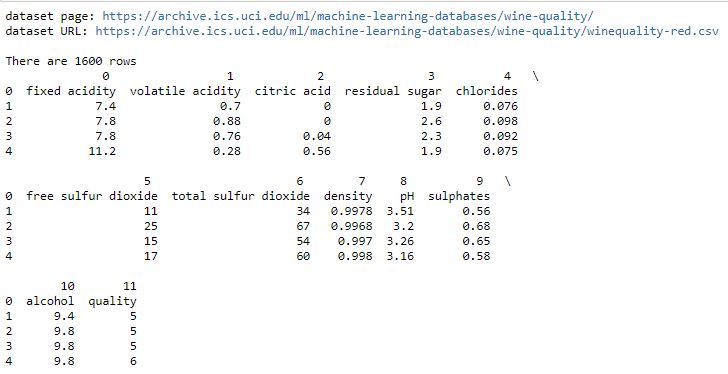 dataset page: https://archive.ics.uci.edu/ml/machine-learning-databases/wine-quality/
dataset URL: https://archive.ics.uci.edu/ml/machine-learning-databases/wine-quality/winequality-red.csv
There are 1600 rows
0 1 2 3 4 \
0 fixed acidity volatile acidity citric acid residual sugar chlorides
1 7.4 0.7 0 1.9 0.076
2 7.8 0.88 0 2.6 0.098
3 7.8 0.76 0.04 2.3 0.092
4 11.2 0.28 0.56 1.9 0.075
5 6 7 8 9 \
0 free sulfur dioxide total sulfur dioxide density pH sulphates
1 11 34 0.9978 3.51 0.56
2 25 67 0.9968 3.2 0.68
3 15 54 0.997 3.26 0.65
4 17 60 0.998 3.16 0.58
10 11
0 alcohol quality
1 9.4 5
2 9.8 5
3 9.8 5
4 9.8 6